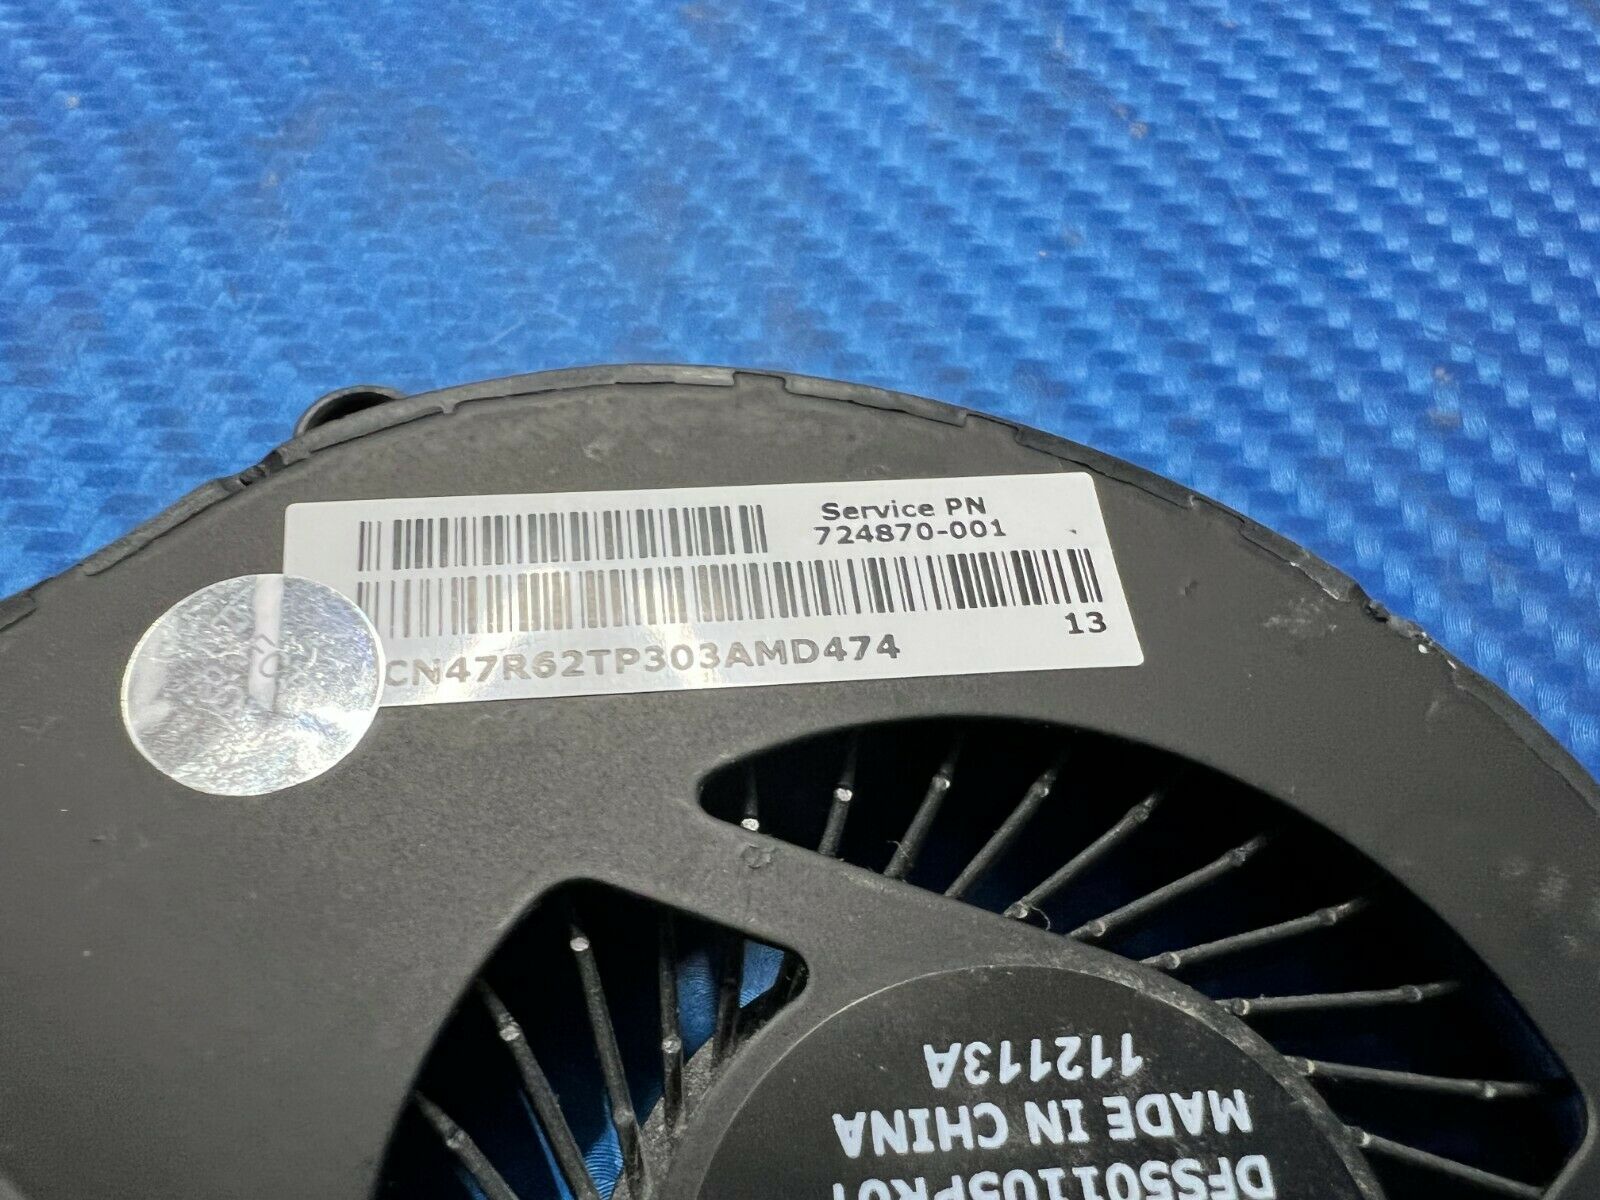 Service PN
724870-001
13
CN47R62TP303AMD474
DFS501105PR0T
MADE IN CHINA
112113A